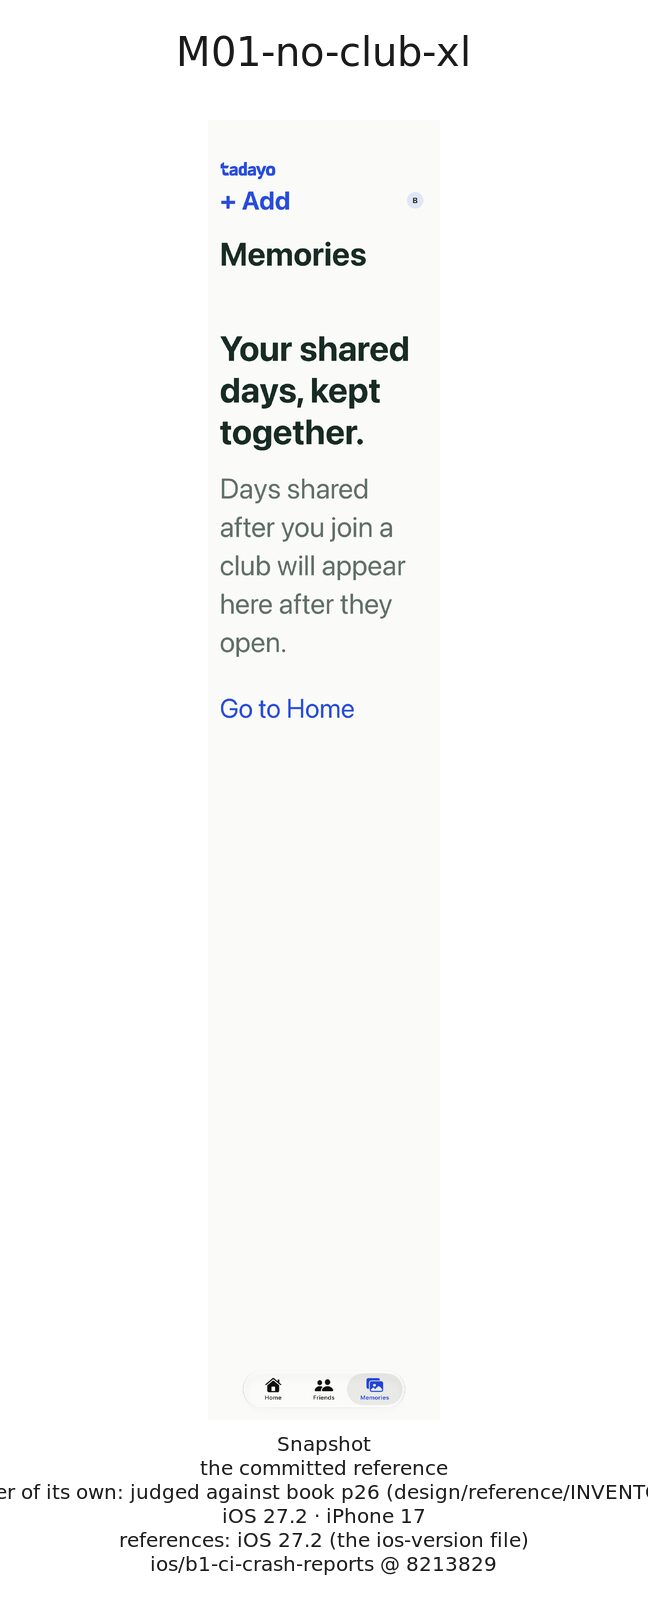 M01-no-club-xl
tadayo
+ Add
B
Memories
Your shared
days, kept
together.
Days shared
after you join a
club will appear
here after they
open.
Go to Home
Home
Friends
Memories
Snapshot
the committed reference
er of its own: judged against book p26 (design/reference/INVENTO
iOS 27.2 · iPhone 17
references: iOS 27.2 (the ios-version file)
ios/b1-ci-crash-reports @ 8213829